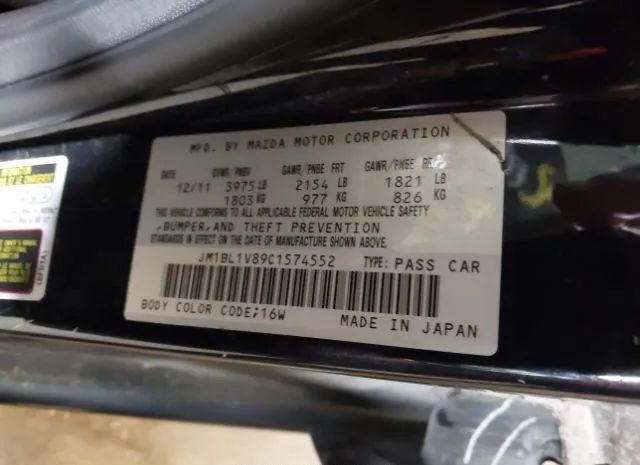 MFD. BY MAZDA MOTOR CORPORATION
DATE GVWR/PNBV GAWR/PNBE FRT GAWR/PNBE RR
12/11 3975 LB 2154 LB 1821 LB
1803 KG 977 KG 826 KG
THIS VEHICLE CONFORMS TO ALL APPLICABLE FEDERAL MOTOR VEHICLE SAFETY
,BUMPER,AND THEFT PREVENTION
STANDARDS IN EFFECT ON THE DATE OF MANUFACTURE SHOWN ABOVE.
JM1BL1V89C1574552 TYPE: PASS CAR
BODY COLOR CODE;16W MADE IN JAPAN